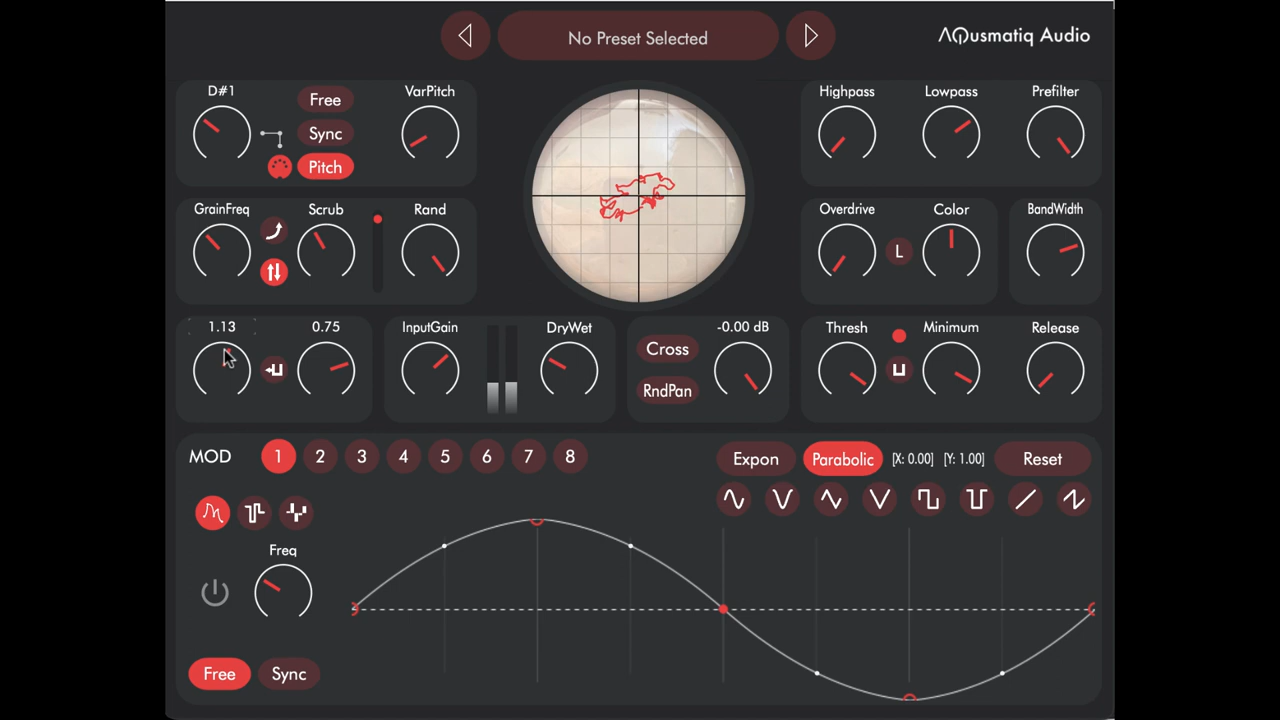 No Preset Selected
ΛQusmatiq Audio
D#1
Free
Sync
Pitch
VarPitch
Highpass
Lowpass
Prefilter
GrainFreq
Scrub
Rand
Overdrive
L
Color
BandWidth
1.13
0.75
InputGain
DryWet
Cross
RndPan
-0.00 dB
Thresh
Minimum
Release
MOD
1
2
3
4
5
6
7
8
Expon
Parabolic
[X: 0.00]
[Y: 1.00]
Reset
Freq
Free
Sync